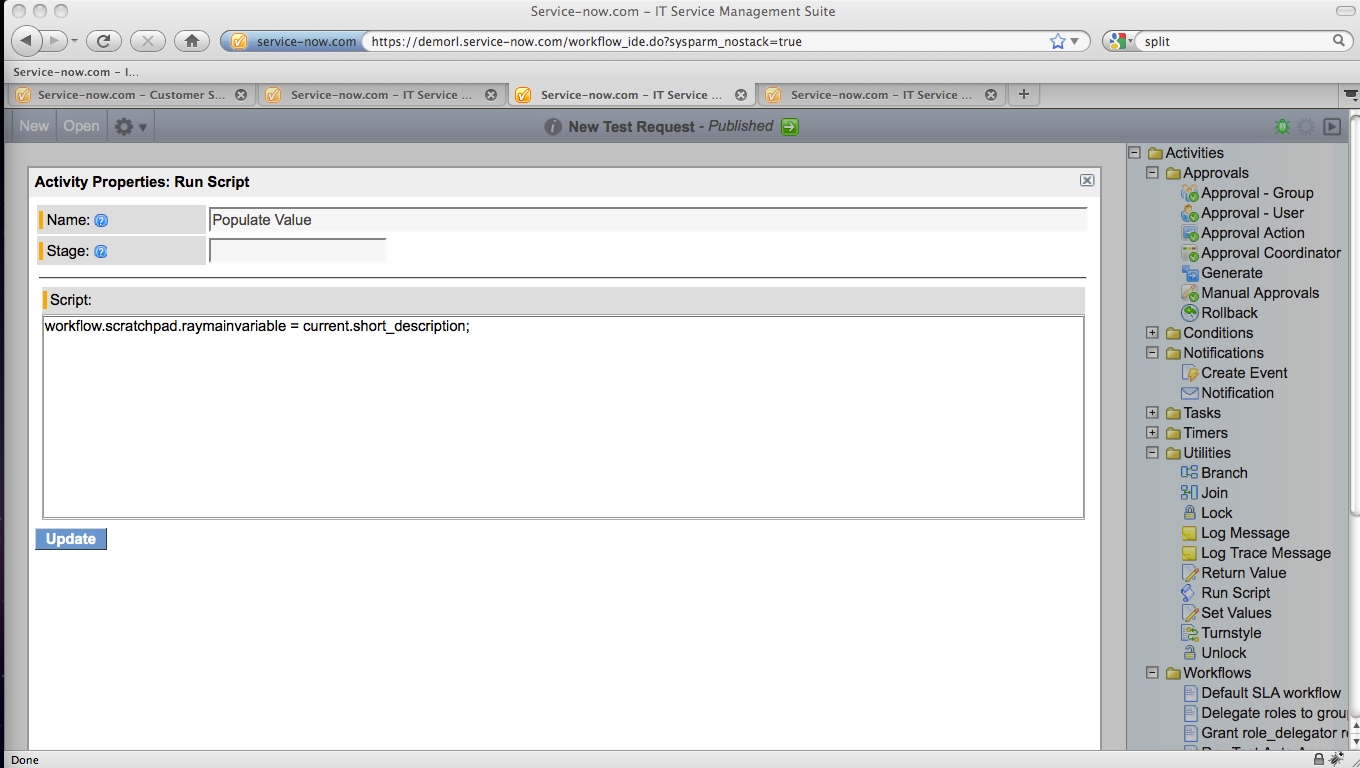 Service-now.com – IT Service Management Suite
service-now.com https://demorl.service-now.com/workflow_ide.do?sysparm_nostack=true split
Service-now.com – I...
Service-now.com – Customer S... Service-now.com – IT Service ... Service-now.com – IT Service ... Service-now.com – IT Service ... +
New Open New Test Request - Published
Activity Properties: Run Script
Name: Populate Value
Stage:
Script:
workflow.scratchpad.raymainvariable = current.short_description;
Update
Activities
Approvals
Approval - Group
Approval - User
Approval Action
Approval Coordinator
Generate
Manual Approvals
Rollback
Conditions
Notifications
Create Event
Notification
Tasks
Timers
Utilities
Branch
Join
Lock
Log Message
Log Trace Message
Return Value
Run Script
Set Values
Turnstyle
Unlock
Workflows
Default SLA workflow
Delegate roles to grou
Grant role_delegator r
Done